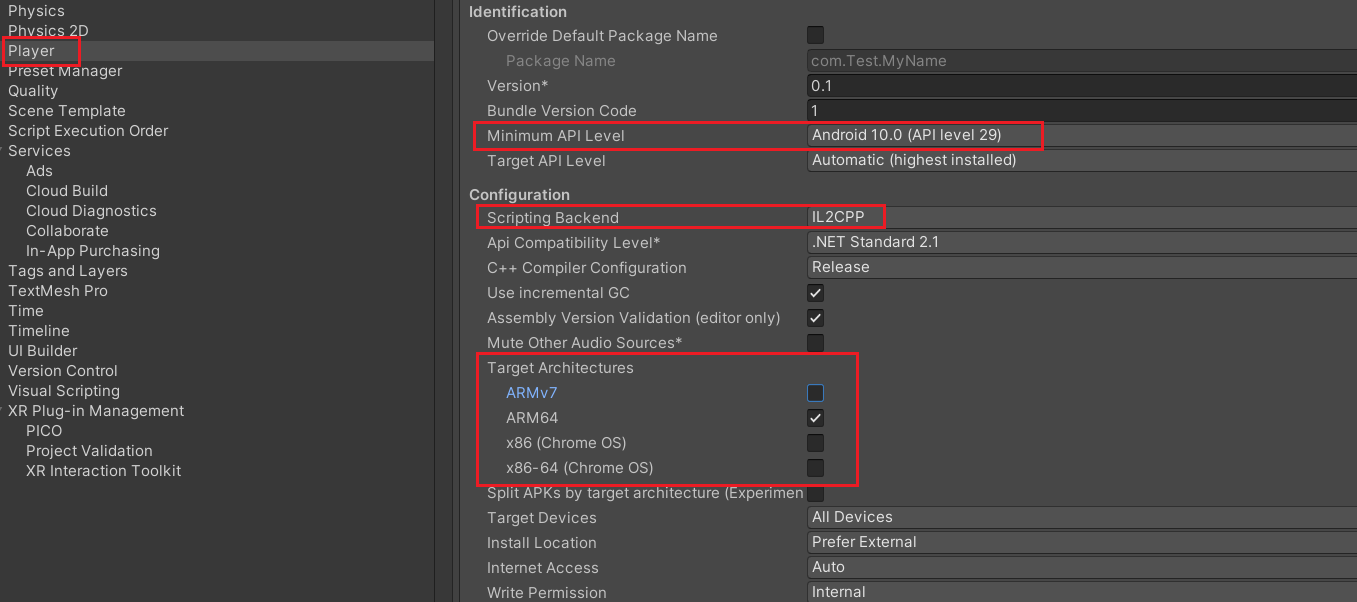 Physics
Physics 2D
Player
Preset Manager
Quality
Scene Template
Script Execution Order
Services
Ads
Cloud Build
Cloud Diagnostics
Collaborate
In-App Purchasing
Tags and Layers
TextMesh Pro
Time
Timeline
UI Builder
Version Control
Visual Scripting
XR Plug-in Management
PICO
Project Validation
XR Interaction Toolkit
Identification
Override Default Package Name
Package Name com.Test.MyName
Version* 0.1
Bundle Version Code 1
Minimum API Level Android 10.0 (API level 29)
Target API Level Automatic (highest installed)
Configuration
Scripting Backend IL2CPP
Api Compatibility Level* .NET Standard 2.1
C++ Compiler Configuration Release
Use incremental GC
Assembly Version Validation (editor only)
Mute Other Audio Sources*
Target Architectures
ARMv7
ARM64
x86 (Chrome OS)
x86-64 (Chrome OS)
Split APKs by target architecture (Experimen
Target Devices All Devices
Install Location Prefer External
Internet Access Auto
Write Permission Internal